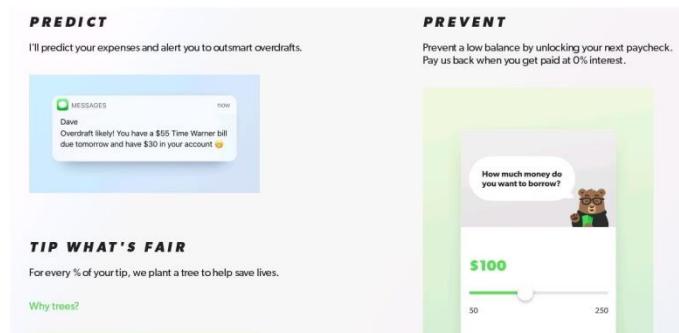 PREDICT
I'll predict your expenses and alert you to outsmart overdrafts.
MESSAGES
now
Dave
Overdraft likely! You have a $55 Time Warner bill
due tomorrow and have $30 in your account
TIP WHAT'S FAIR
For every % of your tip, we plant a tree to help save lives.
Why trees?
PREVENT
Prevent a low balance by unlocking your next paycheck.
Pay us back when you get paid at 0% interest.
How much money do
you want to borrow?
$100
50
250